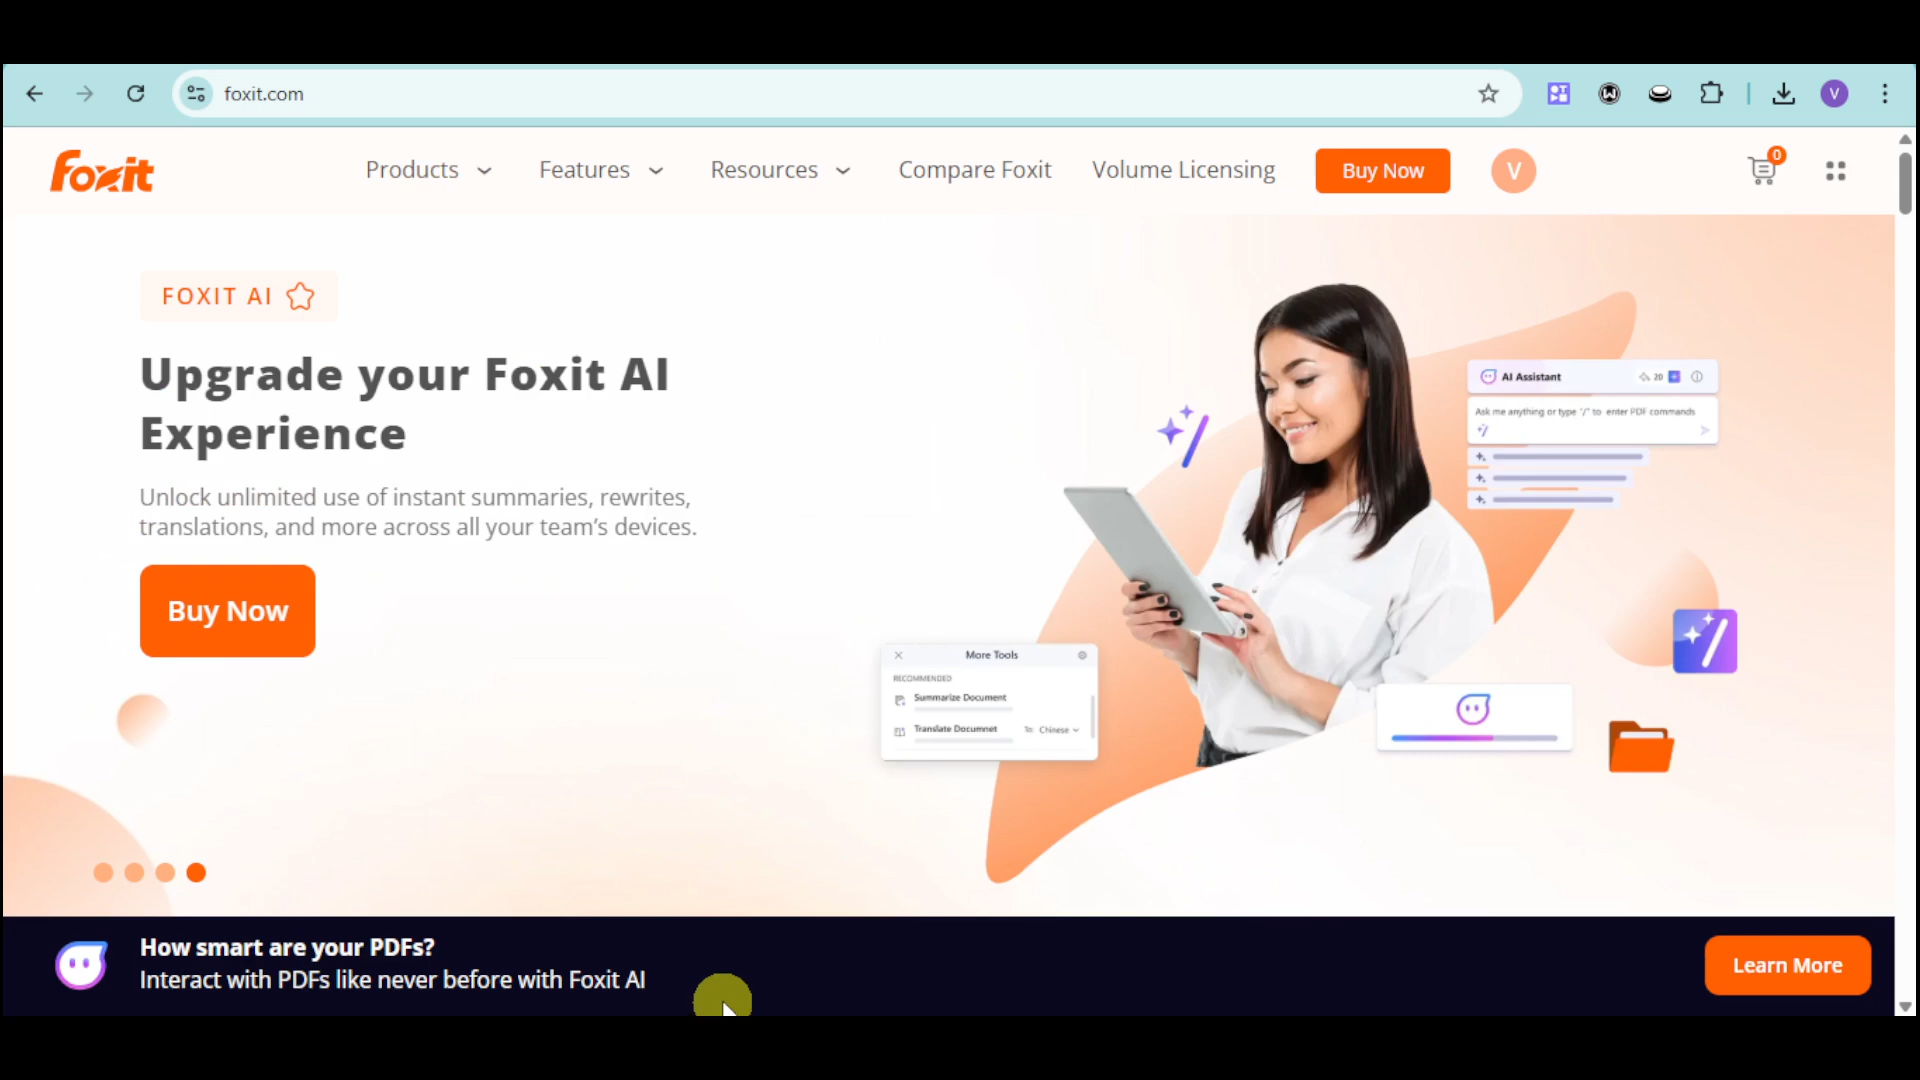 foxit.com
V
Foxit
Products
Features
Resources
Compare Foxit
Volume Licensing
Buy Now
V
0
FOXIT AI
Upgrade your Foxit AI
Experience
Unlock unlimited use of instant summaries, rewrites,
translations, and more across all your team's devices.
Buy Now
AI Assistant
20
Ask me anything or type "/" to enter PDF commands
More Tools
RECOMMENDED
Summarize Document
Translate Documnet
To: Chinese
How smart are your PDFs?
Interact with PDFs like never before with Foxit AI
Learn More